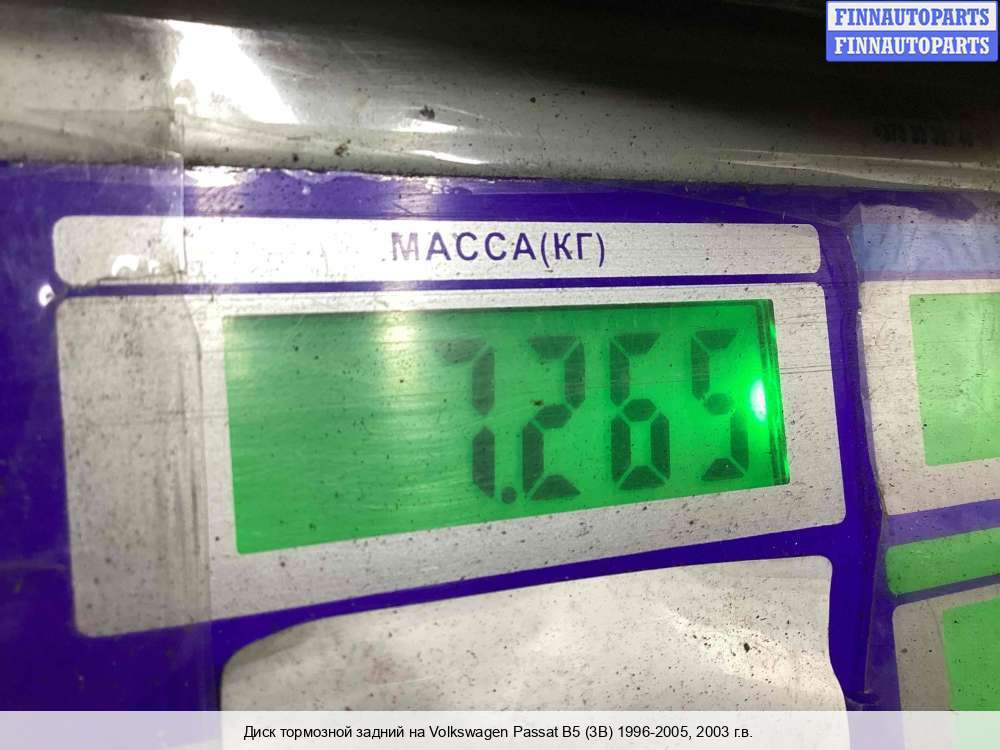 FINNAUTOPARTS
FINNAUTOPARTS
МАССА(КГ)
7.265
Диск тормозной задний на Volkswagen Passat B5 (3B) 1996-2005, 2003 г.в.